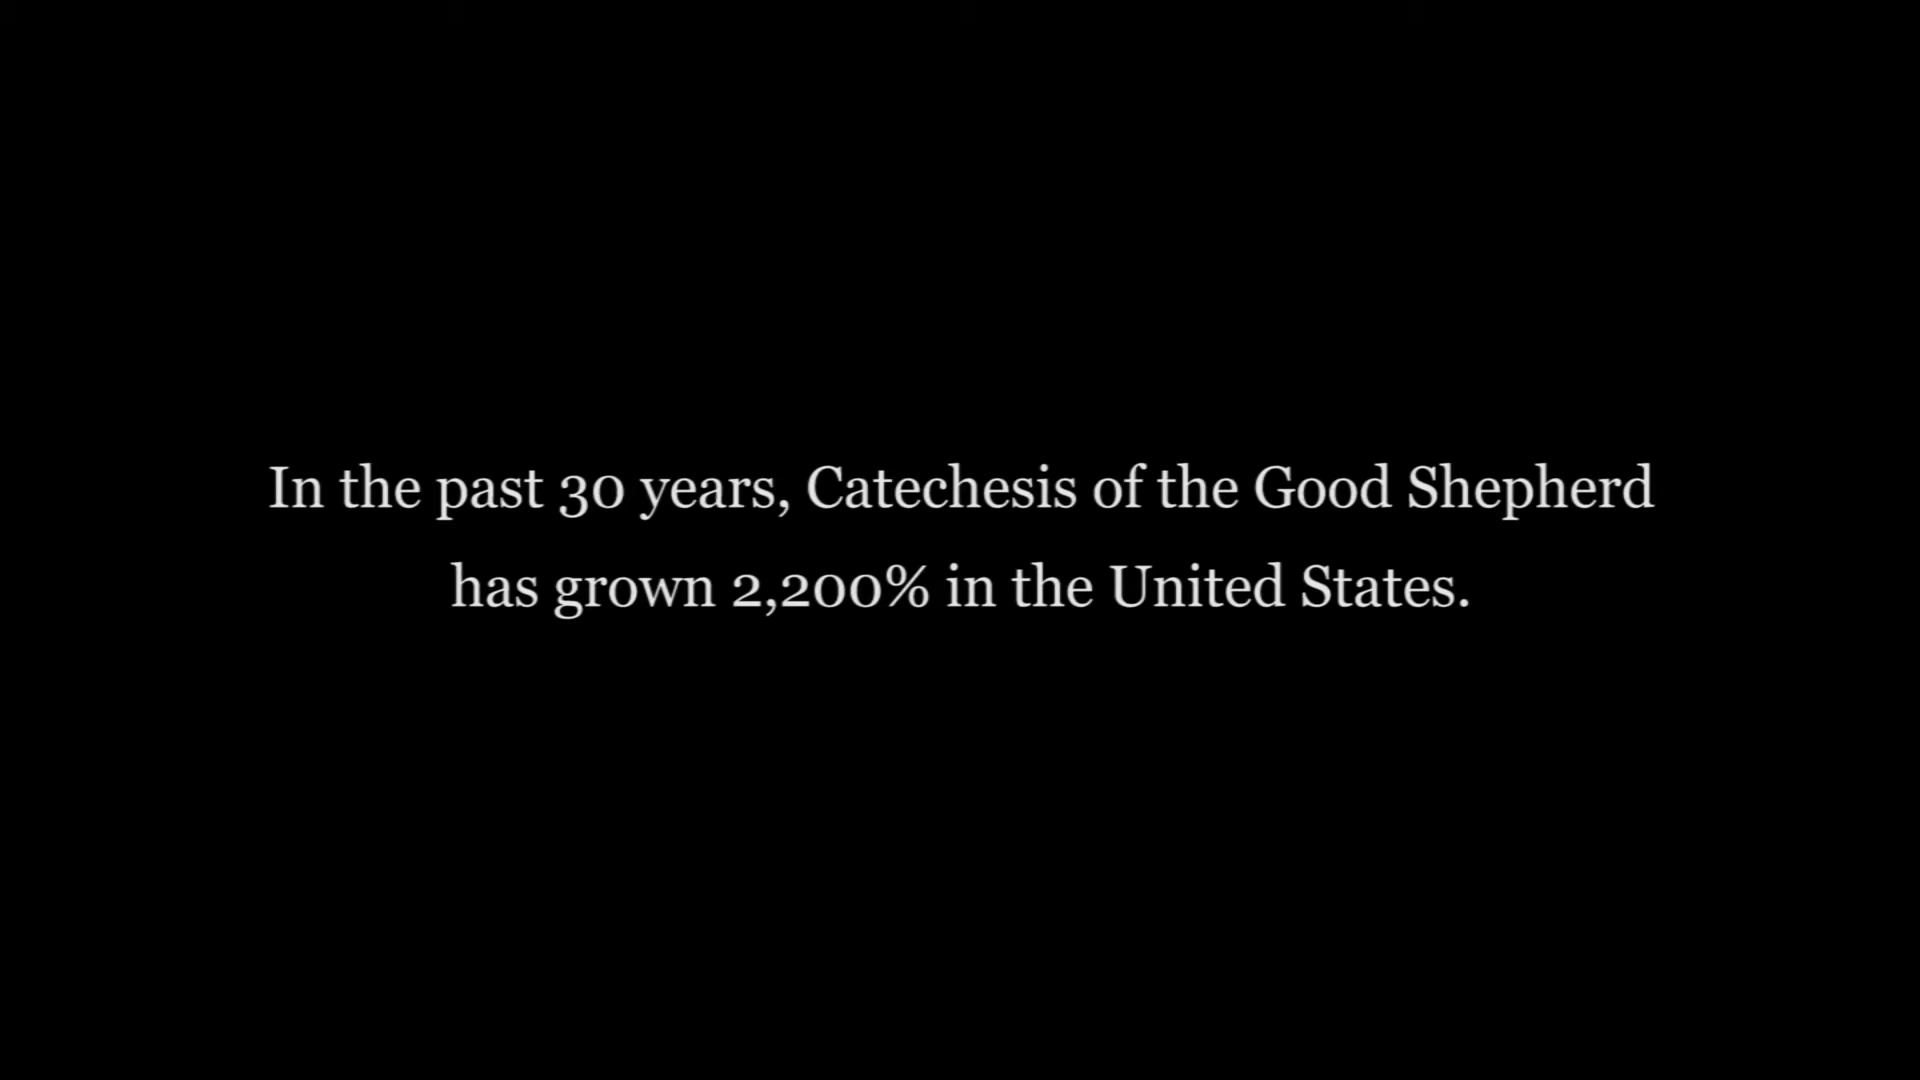 In the past 30 years, Catechesis of the Good Shepherd
has grown 2,200% in the United States.